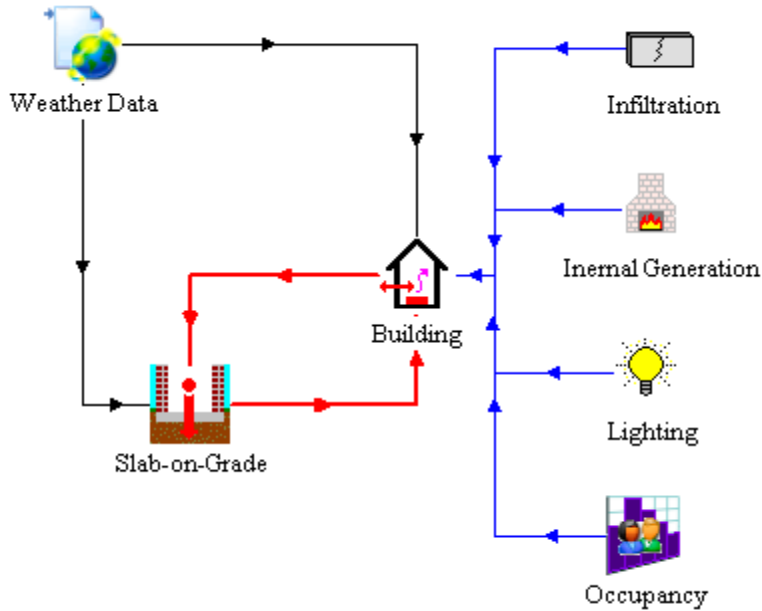 Weather Data
Infiltration
Inernal Generation
Building
Lighting
Slab-on-Grade
Occupancy